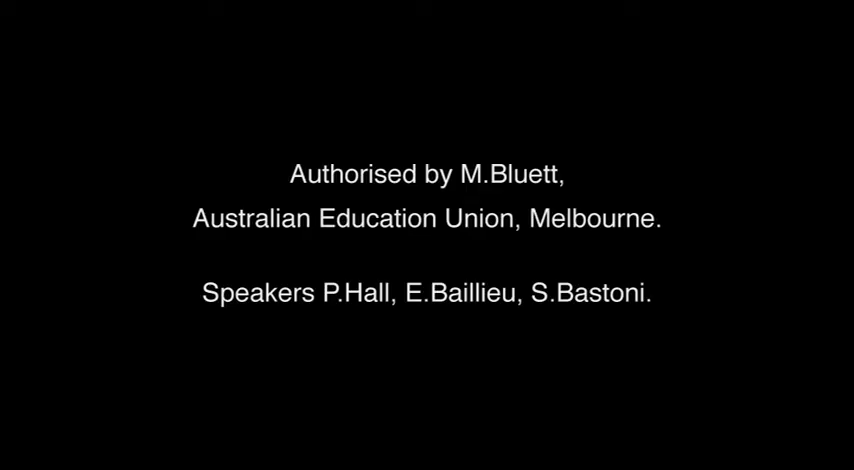 Authorised by M.Bluett,
Australian Education Union, Melbourne.
Speakers P.Hall, E.Baillieu, S.Bastoni.